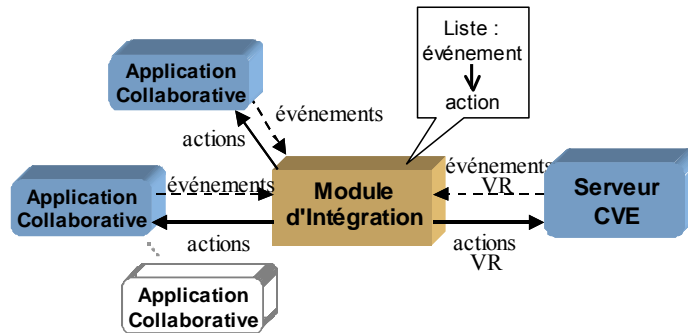 Liste :
événement
action
Application
Collaborative
événements
actions
Application
Collaborative
événements
actions
Module
d'Intégration
événements
VR
actions
VR
Serveur
CVE
Application
Collaborative